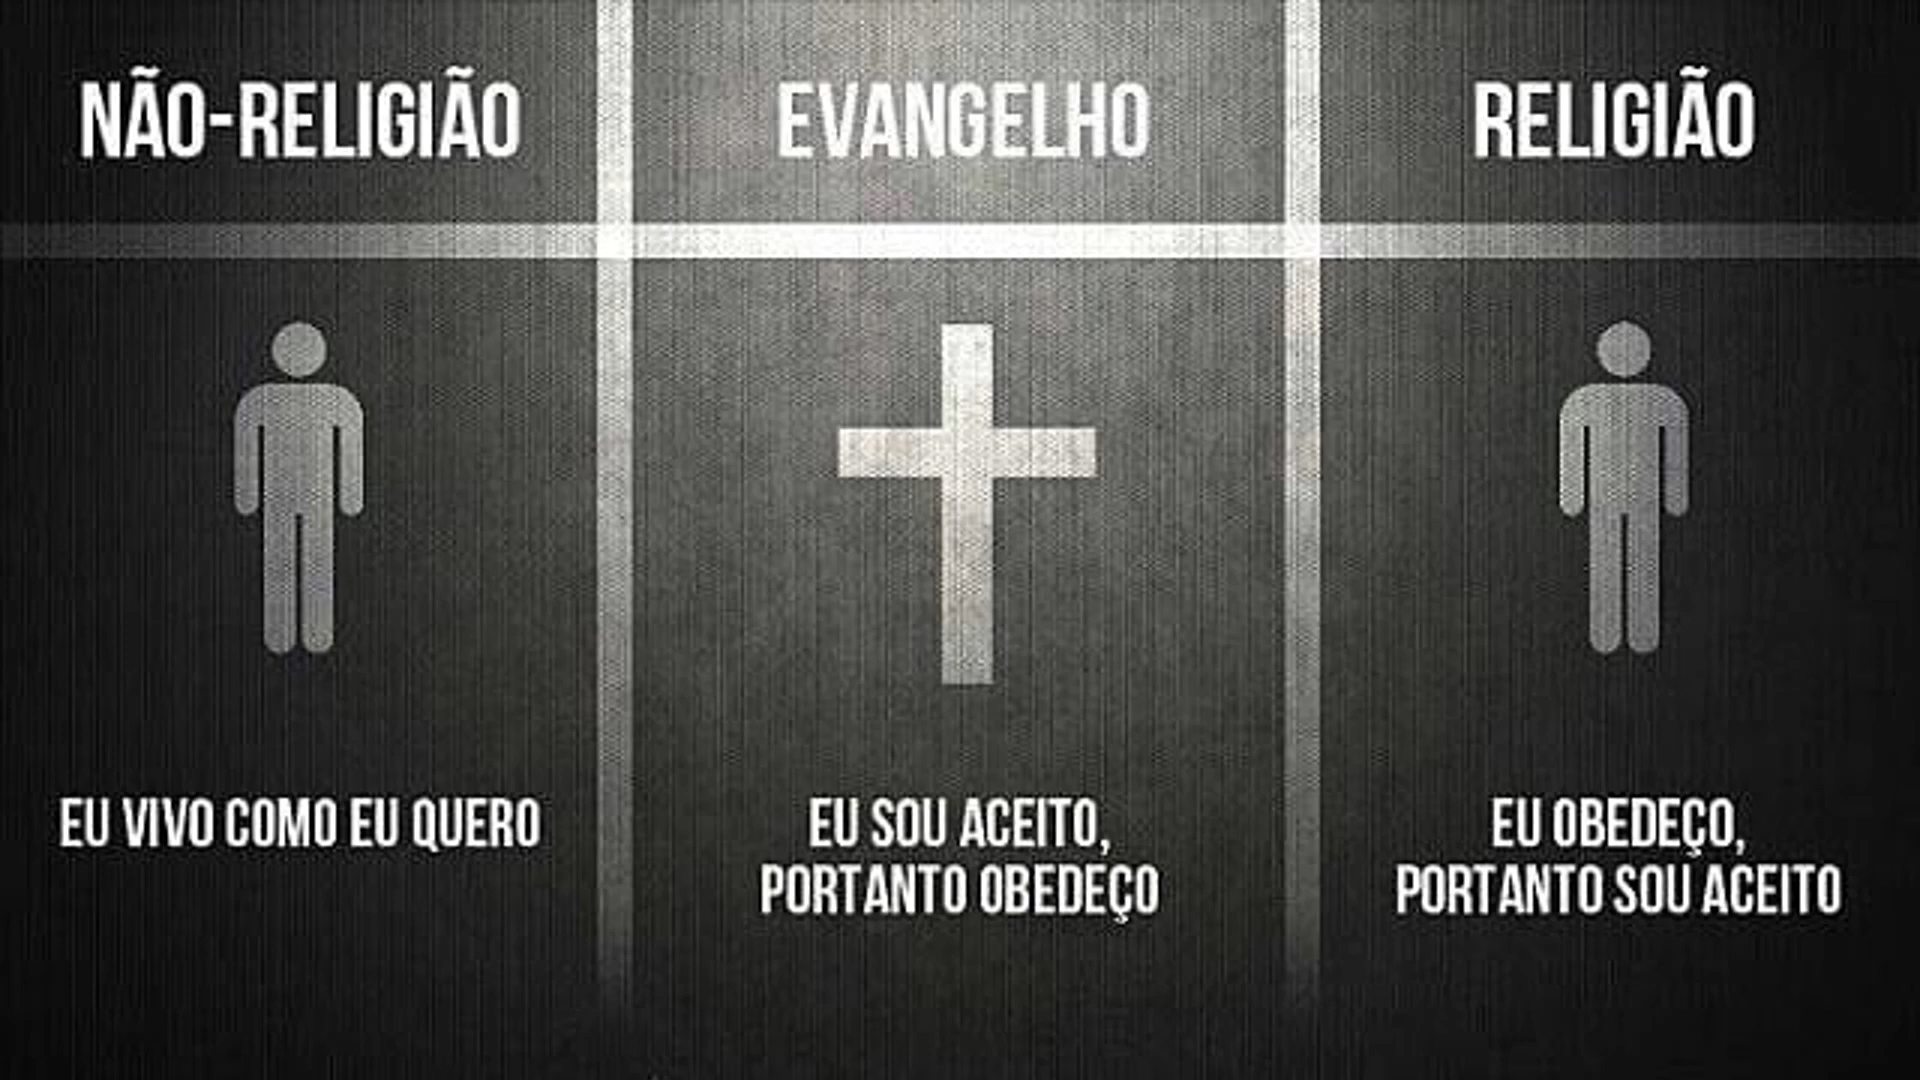 NÃO-RELIGIÃO
EVANGELHO
RELIGIÃO
EU VIVO COMO EU QUERO
EU SOU ACEITO,
PORTANTO OBEDEÇO
EU OBEDEÇO,
PORTANTO SOU ACEITO